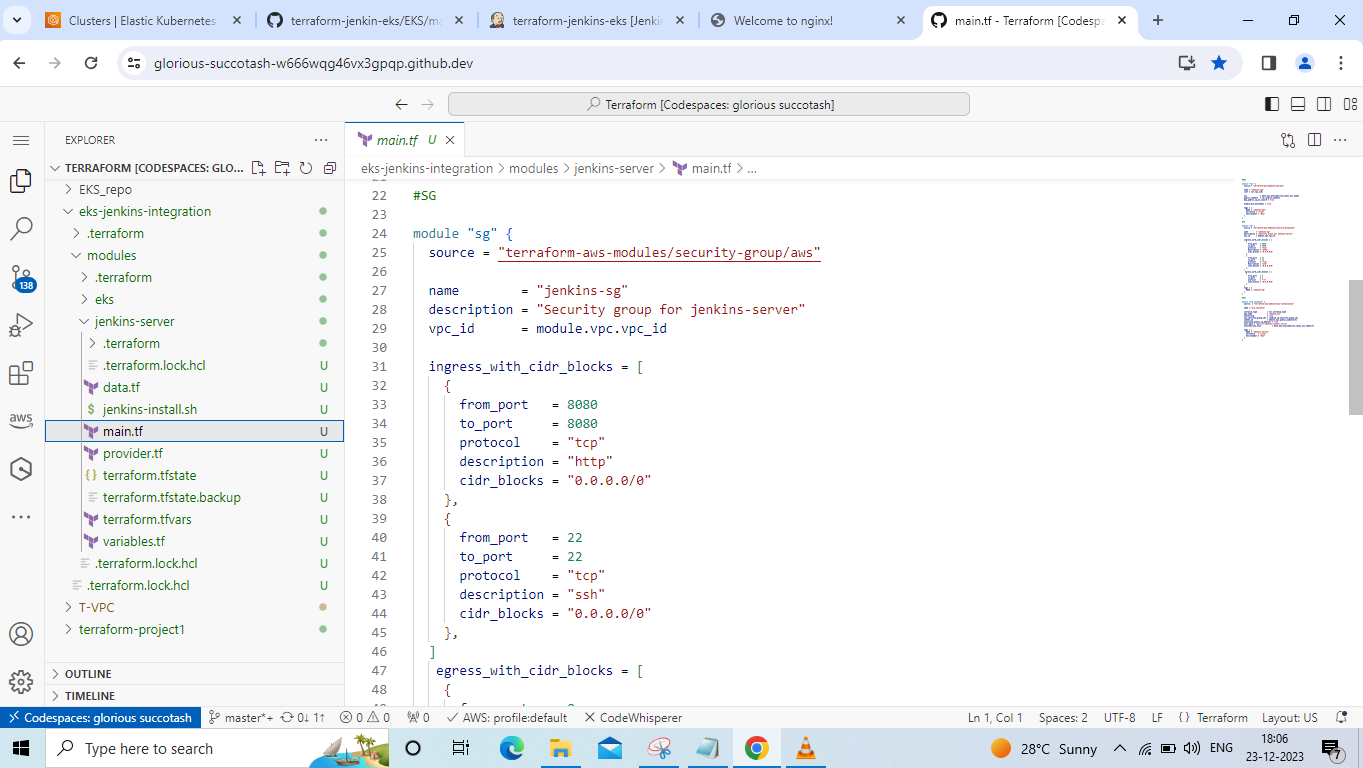 Clusters | Elastic Kubernetes
terraform-jenkin-eks/EKS/ma
terraform-jenkins-eks [Jenkin
Welcome to nginx!
main.tf - Terraform [Codespa
glorious-succotash-w666wqg46vx3gpqp.github.dev
Terraform [Codespaces: glorious succotash]
EXPLORER
main.tf U
TERRAFORM [CODESPACES: GLO...
eks-jenkins-integration > modules > jenkins-server > main.tf > ...
EKS_repo
eks-jenkins-integration
.terraform
modules
.terraform
eks
jenkins-server
.terraform
.terraform.lock.hcl U
data.tf U
jenkins-install.sh U
main.tf U
provider.tf U
terraform.tfstate U
terraform.tfstate.backup U
terraform.tfvars U
variables.tf U
.terraform.lock.hcl U
.terraform.lock.hcl U
T-VPC
terraform-project1
OUTLINE
TIMELINE
138
aws
22 #SG
23
24 module "sg" {
25 source = "terraform-aws-modules/security-group/aws"
26
27 name        = "jenkins-sg"
28 description = "Security group for jenkins-server"
29 vpc_id      = module.vpc.vpc_id
30
31 ingress_with_cidr_blocks = [
32 {
33 from_port   = 8080
34 to_port     = 8080
35 protocol    = "tcp"
36 description = "http"
37 cidr_blocks = "0.0.0.0/0"
38 },
39 {
40 from_port   = 22
41 to_port     = 22
42 protocol    = "tcp"
43 description = "ssh"
44 cidr_blocks = "0.0.0.0/0"
45 },
46 ]
47 egress_with_cidr_blocks = [
48 {
Codespaces: glorious succotash
master*+
0↓ 1↑
0 0
0
AWS: profile:default
CodeWhisperer
Ln 1, Col 1
Spaces: 2
UTF-8
LF
{} Terraform
Layout: US
Type here to search
28°C Sunny
ENG
18:06
23-12-2023
7